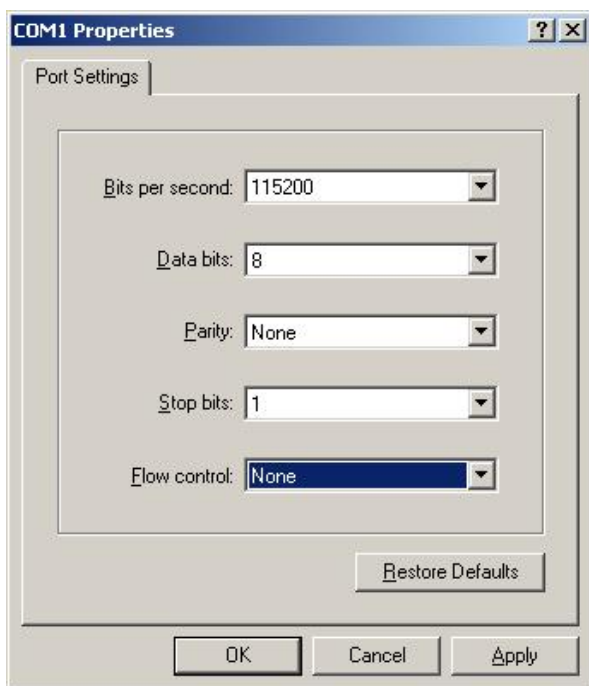 COM1 Properties
Port Settings
Bits per second: 115200
Data bits: 8
Parity: None
Stop bits: 1
Flow control: None
Restore Defaults
OK Cancel Apply